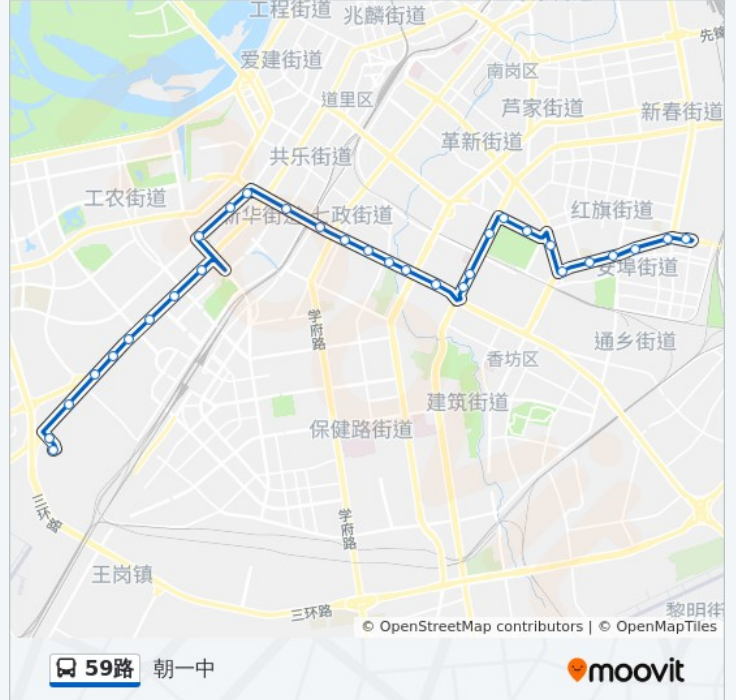 工程街道
兆麟街道
先锋
爱建街道
南岗区
道里区
芦家街道
新春街道
革新街道
共乐街道
工农街道
红旗街道
新华街道
七政街道
安埠街道
学府路
通乡街道
香坊区
建筑街道
保健路街道
三环路
学府路
王岗镇
三环路
黎明街
© OpenStreetMap contributors | © OpenMapTiles
59路 朝一中
moovit